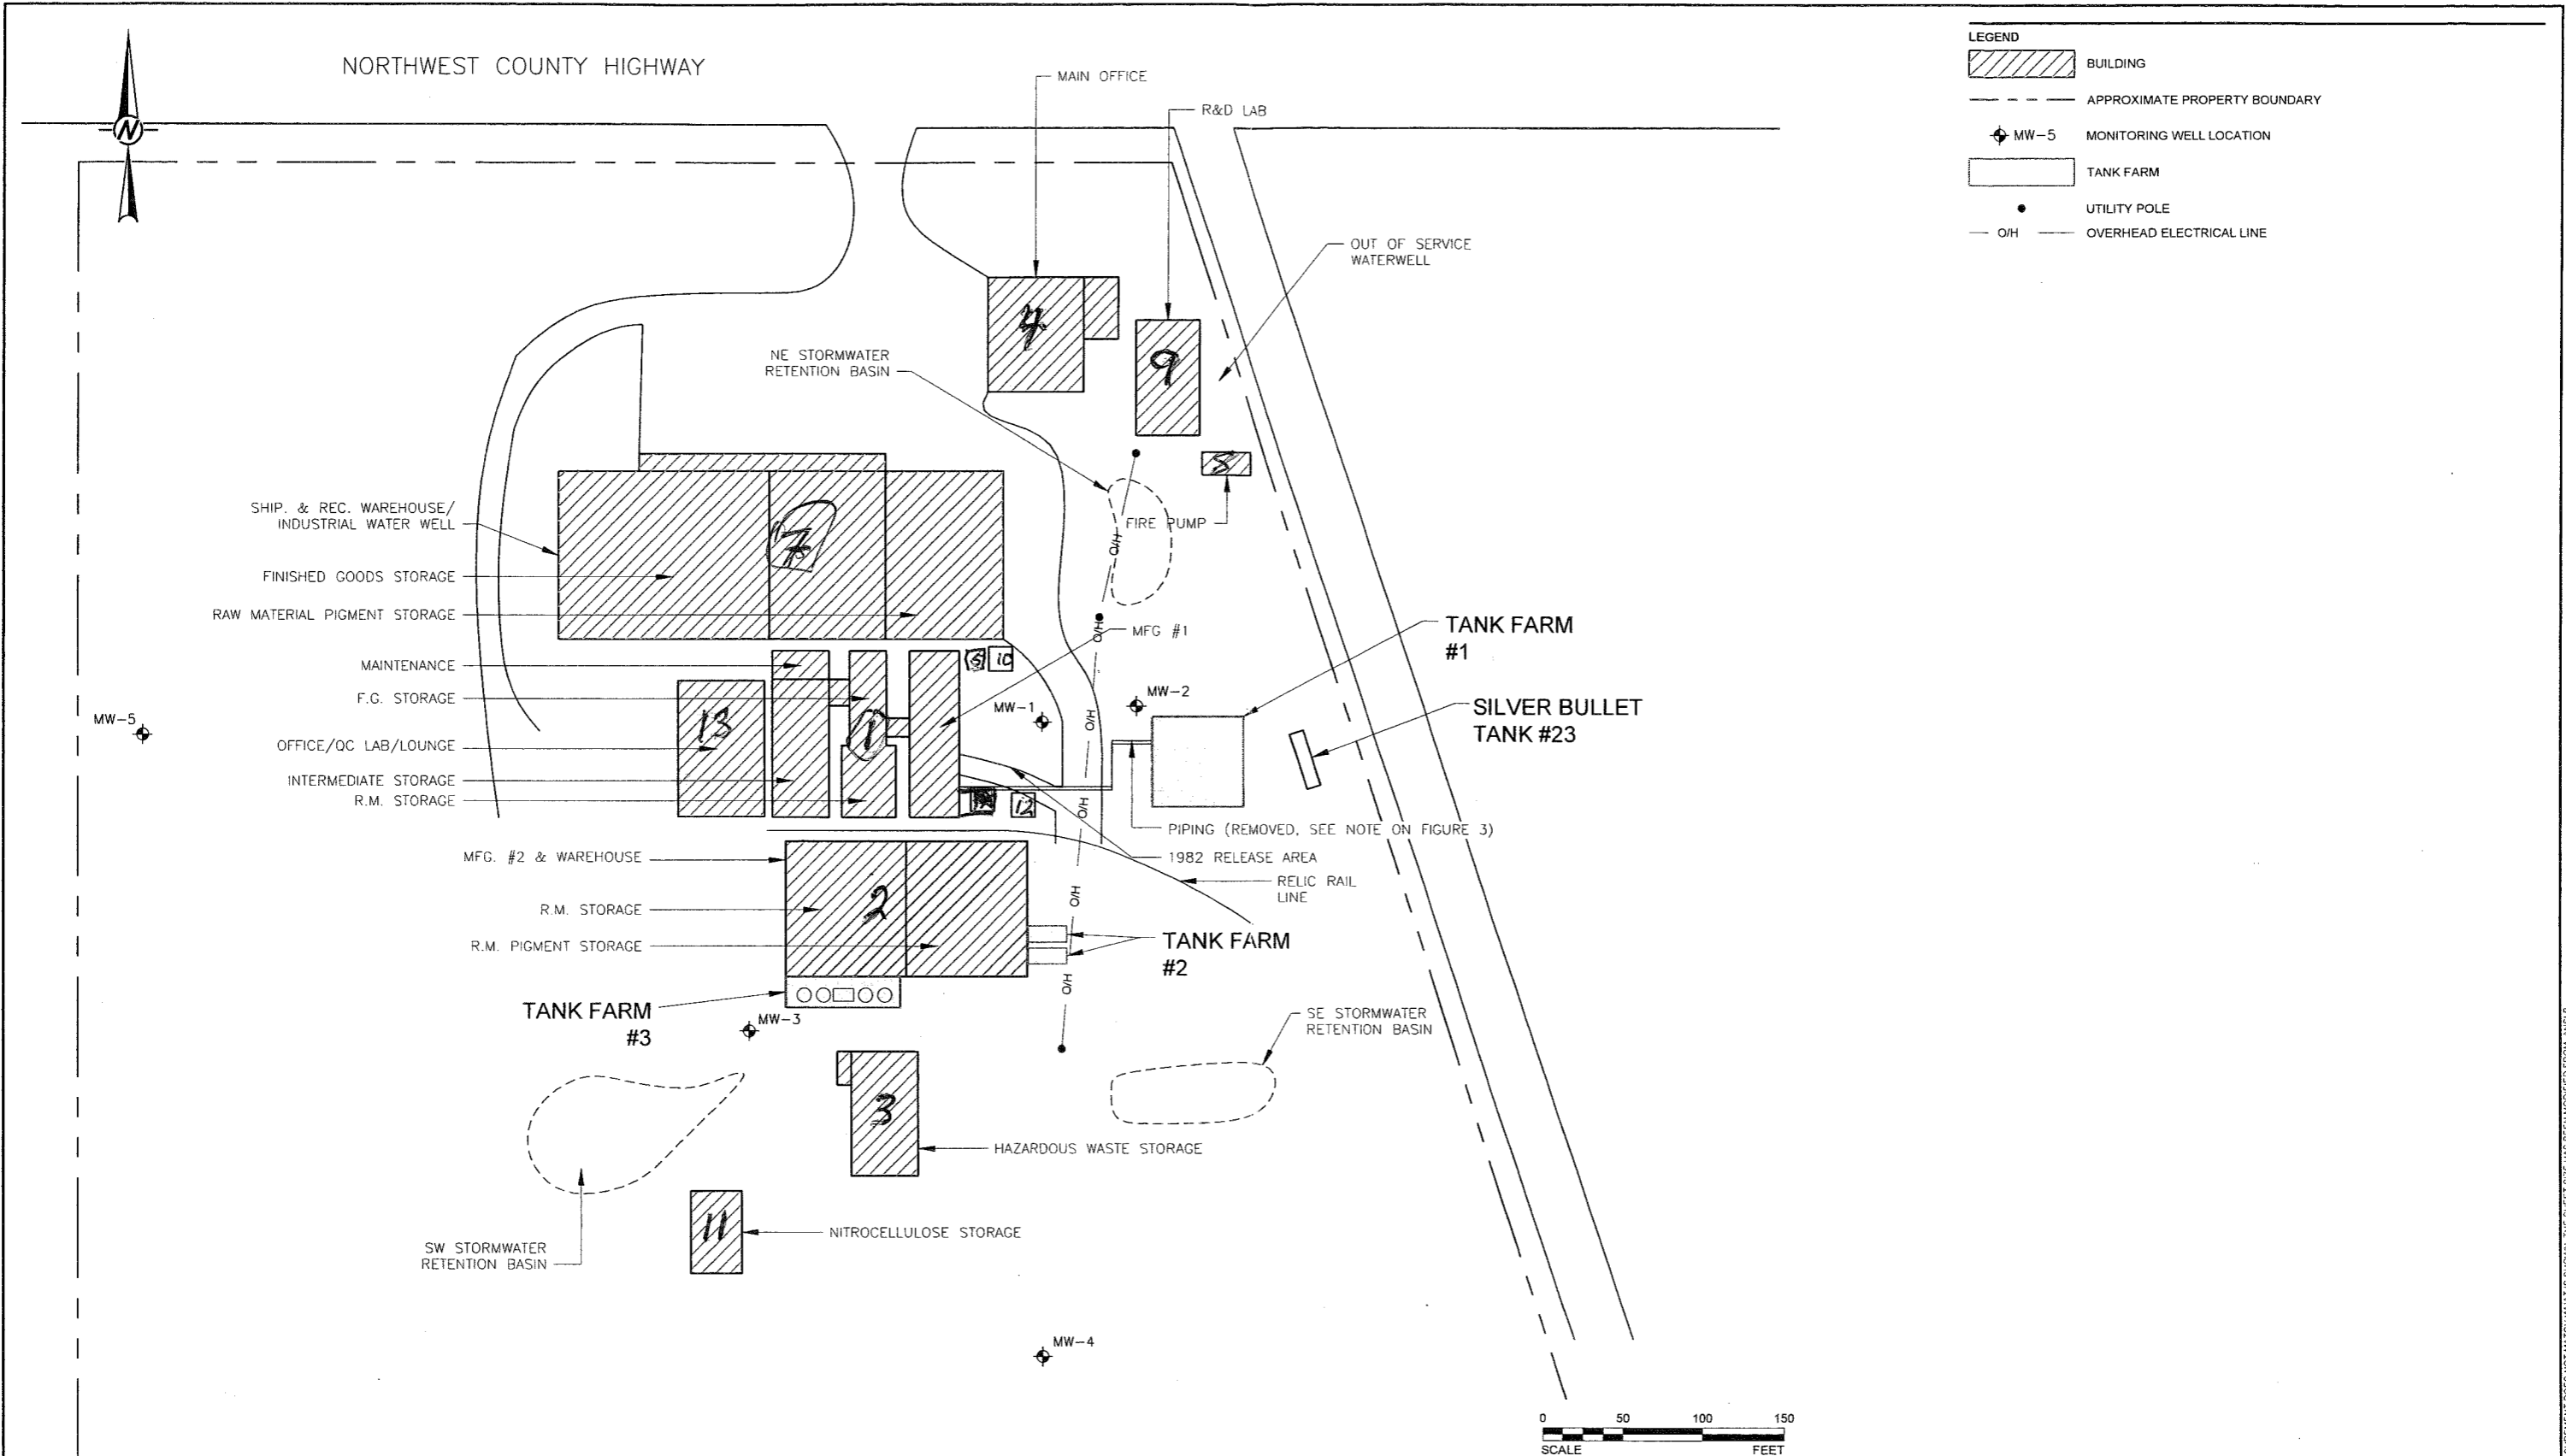 NORTHWEST COUNTY HIGHWAY
N
MAIN OFFICE
R&D LAB
OUT OF SERVICE
WATERWELL
LEGEND
BUILDING
APPROXIMATE PROPERTY BOUNDARY
MW-5 MONITORING WELL LOCATION
TANK FARM
UTILITY POLE
O/H OVERHEAD ELECTRICAL LINE
4
9
NE STORMWATER
RETENTION BASIN
8
FIRE PUMP
O/H
SHIP. & REC. WAREHOUSE/
INDUSTRIAL WATER WELL
7
FINISHED GOODS STORAGE
RAW MATERIAL PIGMENT STORAGE
O/H
MFG #1
TANK FARM
#1
MAINTENANCE
5
10
F.G. STORAGE
MW-2
MW-1
O/H
SILVER BULLET
TANK #23
MW-5
13
1
OFFICE/QC LAB/LOUNGE
INTERMEDIATE STORAGE
R.M. STORAGE
12
O/H
PIPING (REMOVED, SEE NOTE ON FIGURE 3)
1982 RELEASE AREA
RELIC RAIL
LINE
MFG. #2 & WAREHOUSE
2
O/H
R.M. STORAGE
R.M. PIGMENT STORAGE
TANK FARM
#2
O/H
TANK FARM
#3
MW-3
SE STORMWATER
RETENTION BASIN
3
HAZARDOUS WASTE STORAGE
11
NITROCELLULOSE STORAGE
SW STORMWATER
RETENTION BASIN
MW-4
0 50 100 150
SCALE FEET